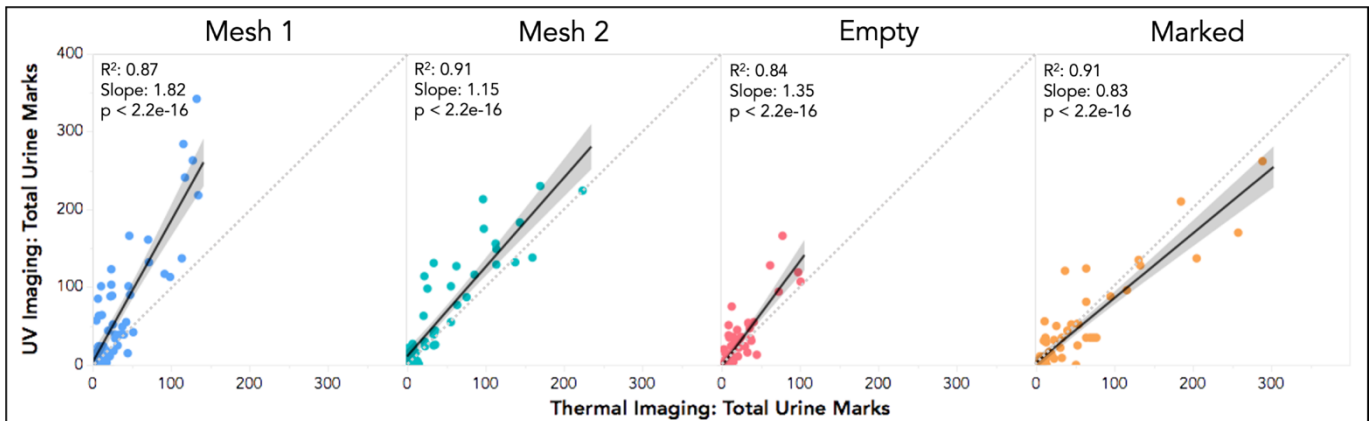 Mesh 1
Mesh 2
Empty
Marked
UV Imaging: Total Urine Marks
400
300
200
100
0
R²: 0.87
Slope: 1.82
p < 2.2e-16
R²: 0.91
Slope: 1.15
p < 2.2e-16
R²: 0.84
Slope: 1.35
p < 2.2e-16
R²: 0.91
Slope: 0.83
p < 2.2e-16
0 100 200 300
0 100 200 300
0 100 200 300
0 100 200 300
Thermal Imaging: Total Urine Marks